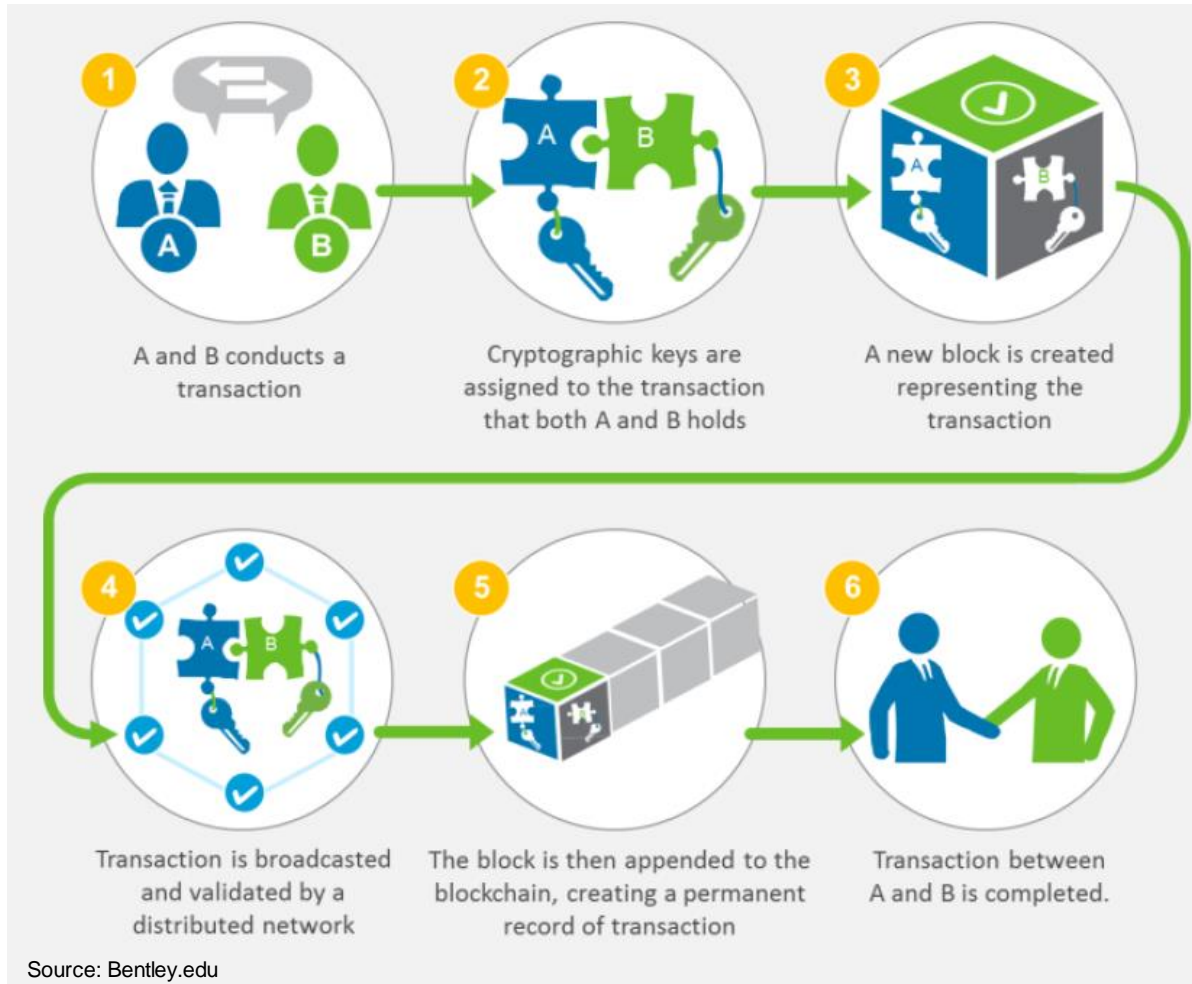 1
A B
A and B conducts a
transaction
2
A B
Cryptographic keys are
assigned to the transaction
that both A and B holds
3
A B
A new block is created
representing the
transaction
4
A B
Transaction is broadcasted
and validated by a
distributed network
5
A
The block is then appended to the
blockchain, creating a permanent
record of transaction
6
Transaction between
A and B is completed.
Source: Bentley.edu